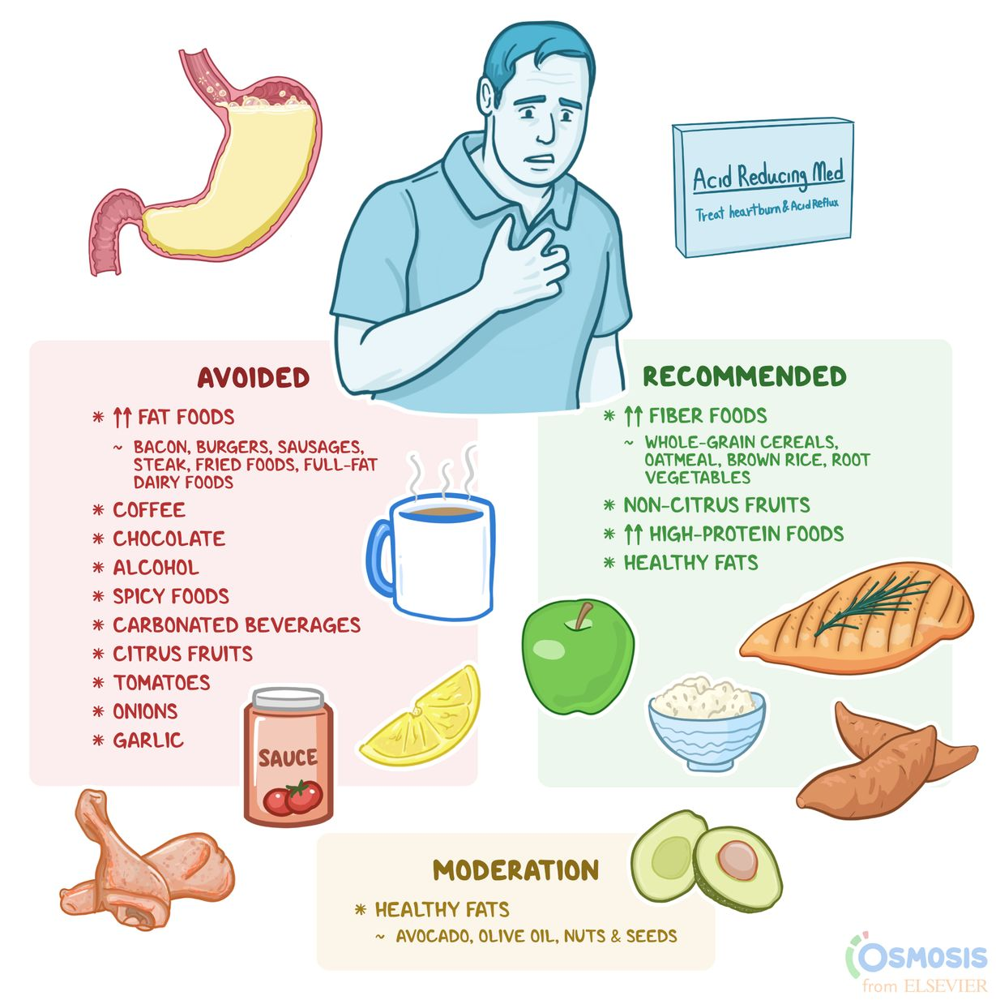 Acid Reducing Med
Treat heartburn & Acid Reflux
AVOIDED
* ↑↑ FAT FOODS
~ BACON, BURGERS, SAUSAGES,
STEAK, FRIED FOODS, FULL-FAT
DAIRY FOODS
* COFFEE
* CHOCOLATE
* ALCOHOL
* SPICY FOODS
* CARBONATED BEVERAGES
* CITRUS FRUITS
* TOMATOES
* ONIONS
* GARLIC
SAUCE
RECOMMENDED
* ↑↑ FIBER FOODS
~ WHOLE-GRAIN CEREALS,
OATMEAL, BROWN RICE, ROOT
VEGETABLES
* NON-CITRUS FRUITS
* ↑↑ HIGH-PROTEIN FOODS
* HEALTHY FATS
MODERATION
* HEALTHY FATS
~ AVOCADO, OLIVE OIL, NUTS & SEEDS
OSMOSIS
from ELSEVIER